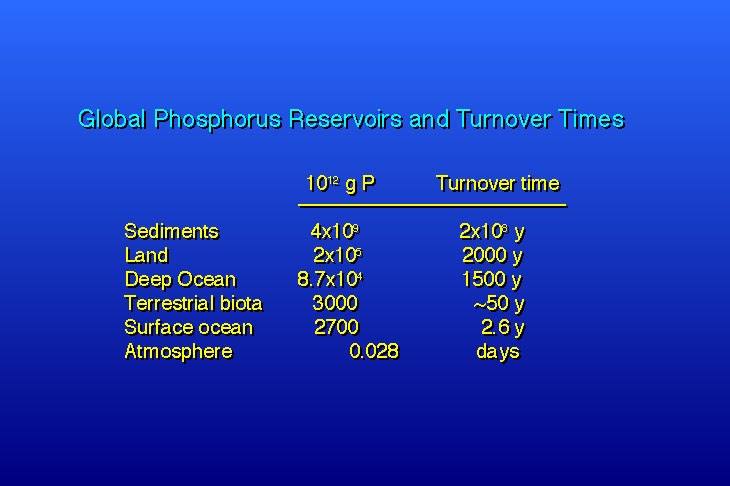 Global Phosphorus Reservoirs and Turnover Times
10¹² g P Turnover time
Sediments 4x10⁹ 2x10⁸ y
Land 2x10⁵ 2000 y
Deep Ocean 8.7x10⁴ 1500 y
Terrestrial biota 3000 ~50 y
Surface ocean 2700 2.6 y
Atmosphere 0.028 days